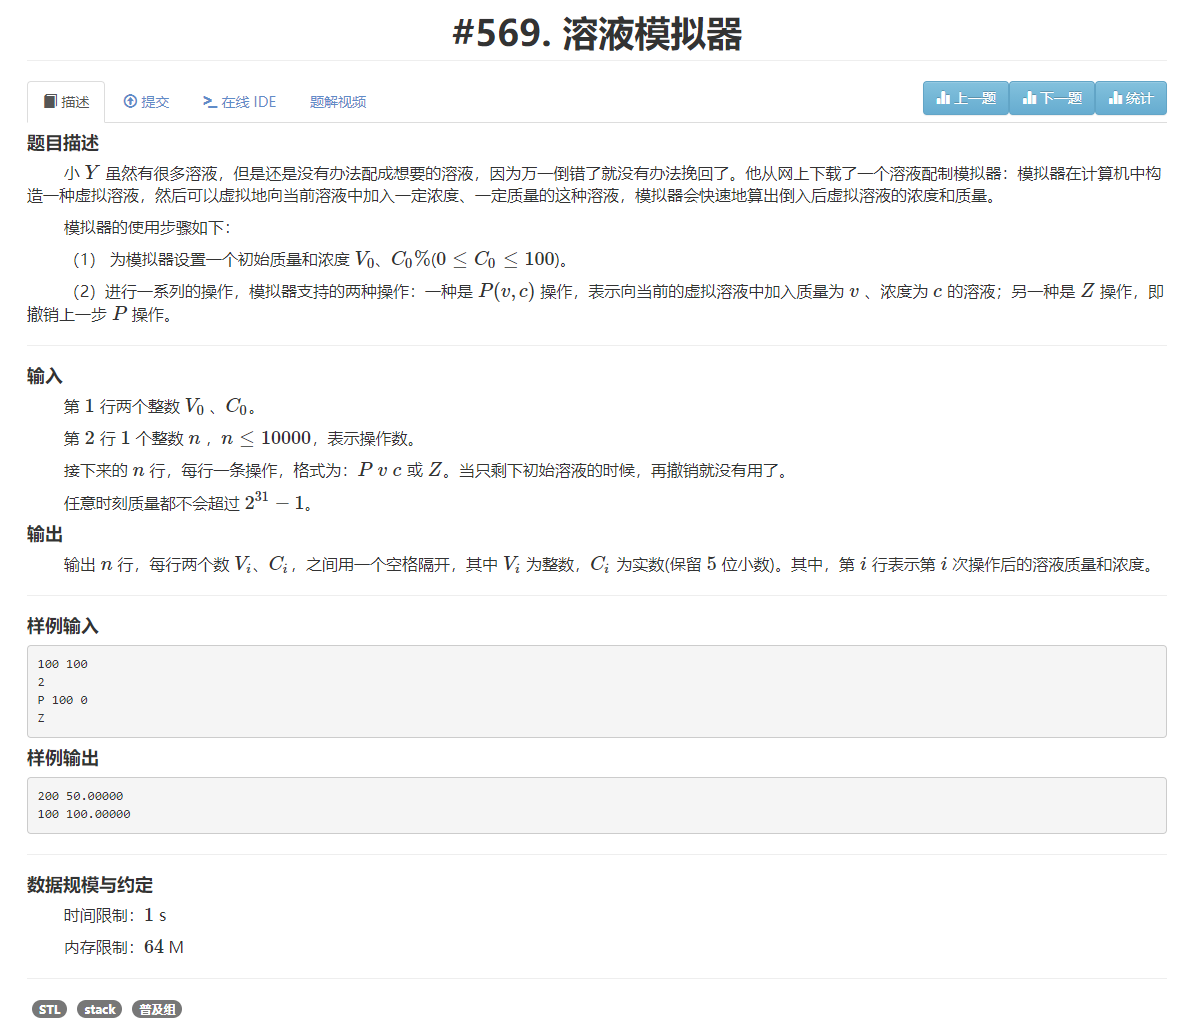 #569. 溶液模拟器
描述 提交 在线 IDE 题解视频 上一题 下一题 统计
题目描述
小 Y 虽然有很多溶液，但是还是没有办法配成想要的溶液，因为万一倒错了就没有办法挽回了。他从网上下载了一个溶液配制模拟器：模拟器在计算机中构
造一种虚拟溶液，然后可以虚拟地向当前溶液中加入一定浓度、一定质量的这种溶液，模拟器会快速地算出倒入后虚拟溶液的浓度和质量。
模拟器的使用步骤如下：
（1） 为模拟器设置一个初始质量和浓度 V₀、C₀%(0 ≤ C₀ ≤ 100)。
（2）进行一系列的操作，模拟器支持的两种操作：一种是 P(v, c) 操作，表示向当前的虚拟溶液中加入质量为 v 、浓度为 c 的溶液；另一种是 Z 操作，即
撤销上一步 P 操作。
输入
第 1 行两个整数 V₀ 、C₀。
第 2 行 1 个整数 n ，n ≤ 10000，表示操作数。
接下来的 n 行，每行一条操作，格式为：P v c 或 Z。当只剩下初始溶液的时候，再撤销就没有用了。
任意时刻质量都不会超过 2³¹ − 1。
输出
输出 n 行，每行两个数 Vᵢ、Cᵢ，之间用一个空格隔开，其中 Vᵢ 为整数，Cᵢ 为实数(保留 5 位小数)。其中，第 i 行表示第 i 次操作后的溶液质量和浓度。
样例输入
100 100
2
P 100 0
Z
样例输出
200 50.00000
100 100.00000
数据规模与约定
时间限制：1 s
内存限制：64 M
STL stack 普及组